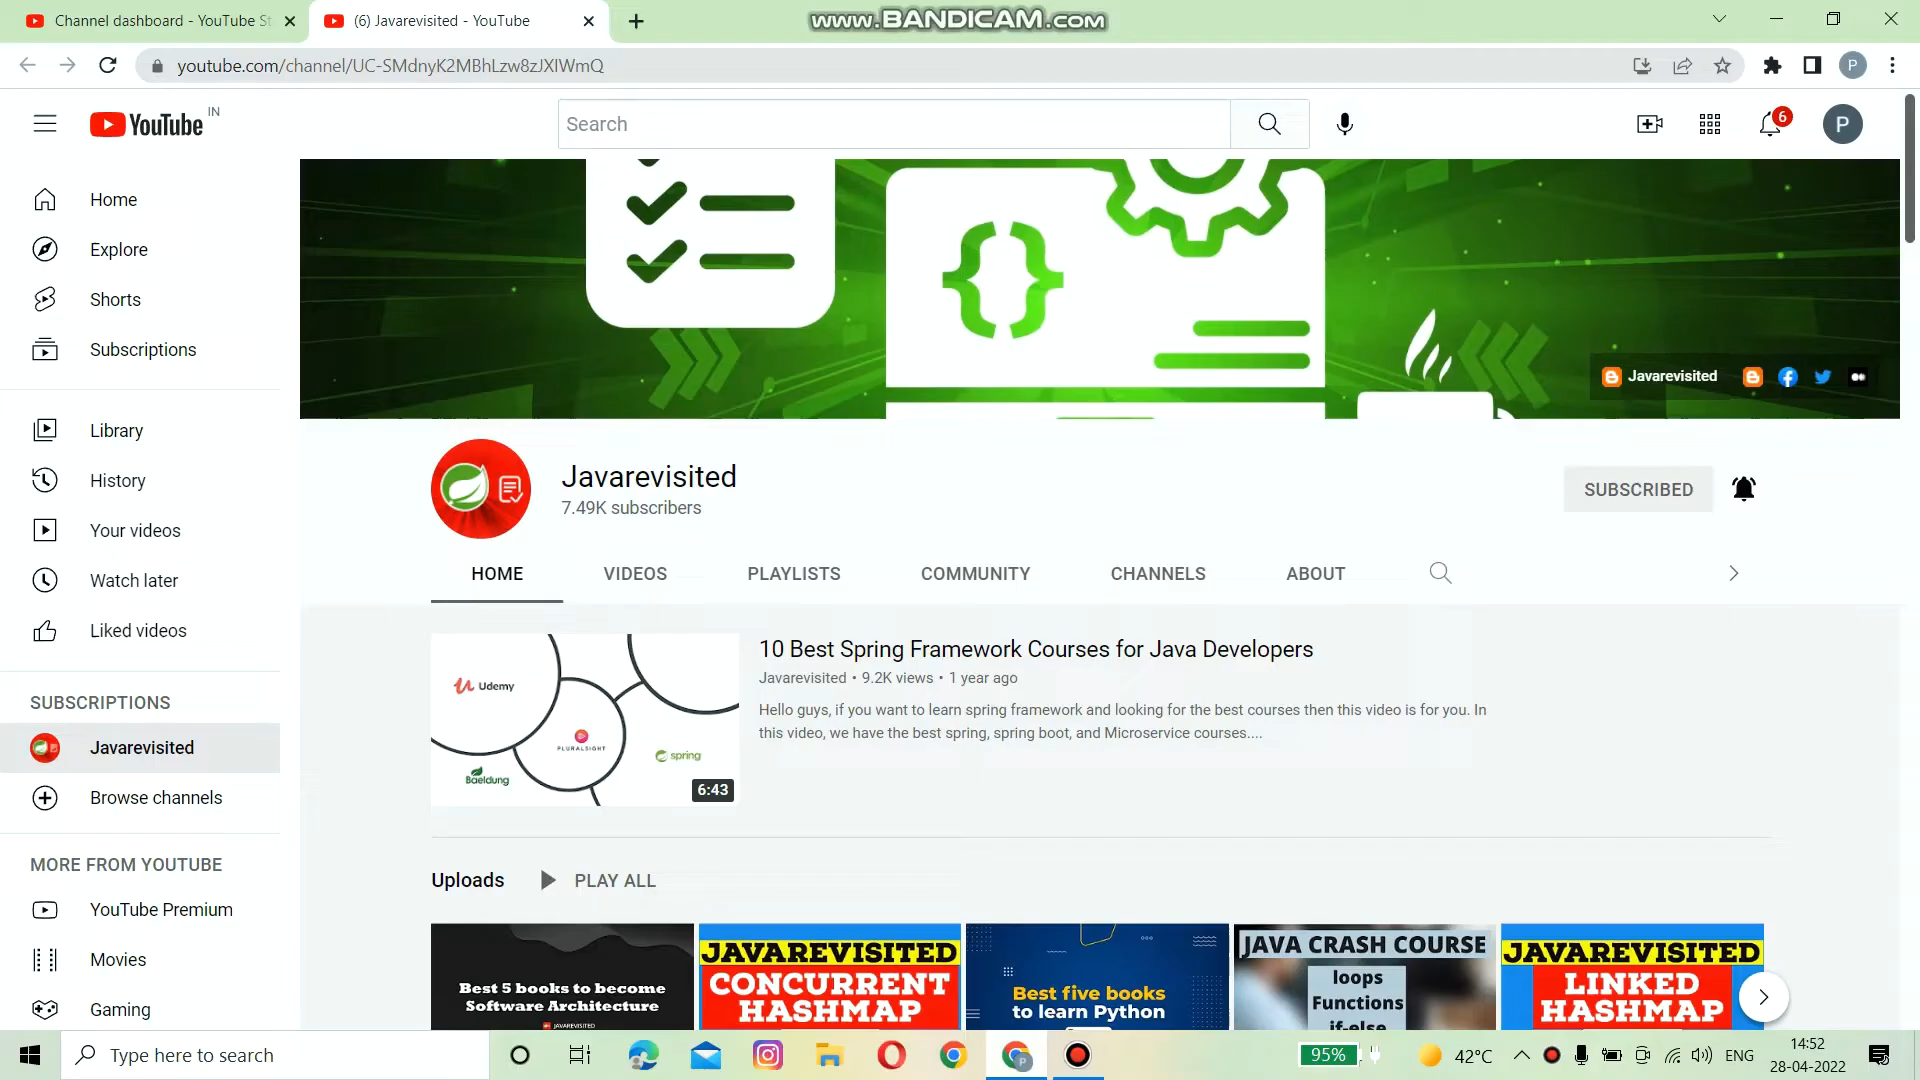 Channel dashboard - YouTube St
(6) Javarevisited - YouTube
www.BANDICAM.com
youtube.com/channel/UC-SMdnyK2MBhLzw8zJXIWmQ
P
YouTube IN
Search
6
P
Home
Explore
Shorts
Subscriptions
Library
History
Your videos
Watch later
Liked videos
SUBSCRIPTIONS
Javarevisited
Browse channels
MORE FROM YOUTUBE
YouTube Premium
Movies
Gaming
Javarevisited
Javarevisited
7.49K subscribers
SUBSCRIBED
HOME
VIDEOS
PLAYLISTS
COMMUNITY
CHANNELS
ABOUT
Udemy
PLURALSIGHT
spring
Baeldung
6:43
10 Best Spring Framework Courses for Java Developers
Javarevisited • 9.2K views • 1 year ago
Hello guys, if you want to learn spring framework and looking for the best courses then this video is for you. In
this video, we have the best spring, spring boot, and Microservice courses....
Uploads
PLAY ALL
Best 5 books to become
Software Architecture
JAVAREVISITED
JAVAREVISITED
CONCURRENT
HASHMAP
Best five books
to learn Python
JAVA CRASH COURSE
loops
Functions
if-else
JAVAREVISITED
LINKED
HASHMAP
Type here to search
95%
42°C
ENG
14:52
28-04-2022